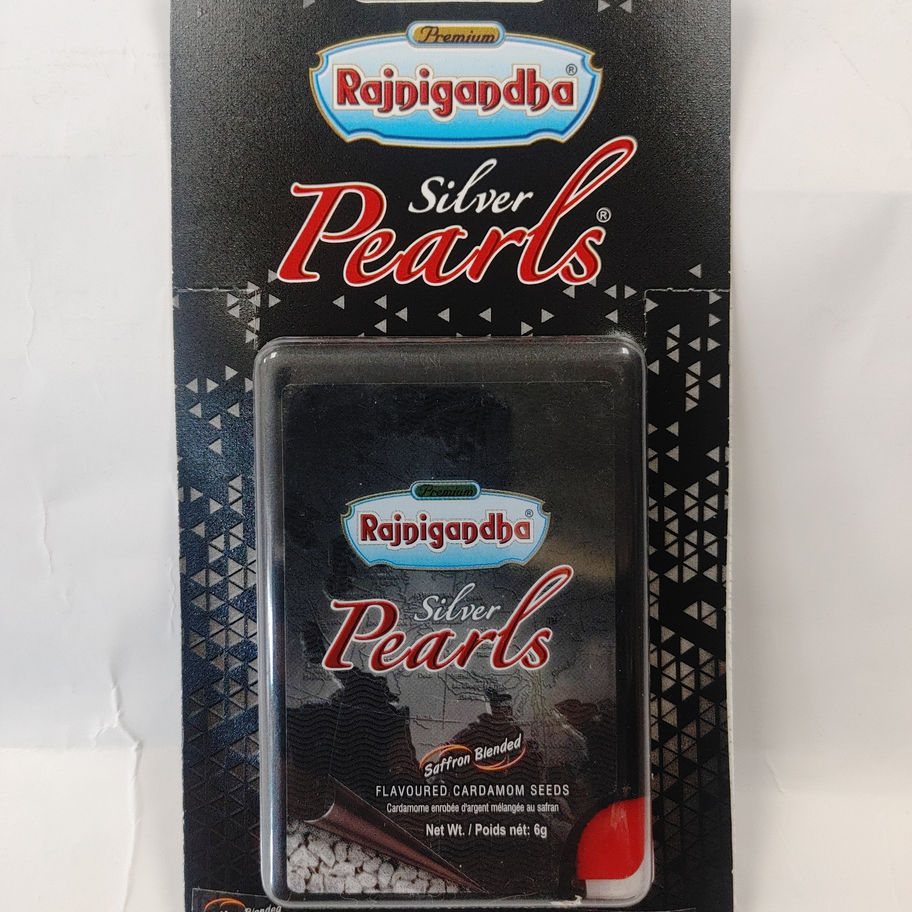 Premium
Rajnigandha®
Silver
Pearls®
Premium
Rajnigandha®
Silver
Pearls
Saffron Blended
FLAVOURED CARDAMOM SEEDS
Cardamome enrobée d'argent mélangée au safran
Net Wt. / Poids nét: 6g
Blended